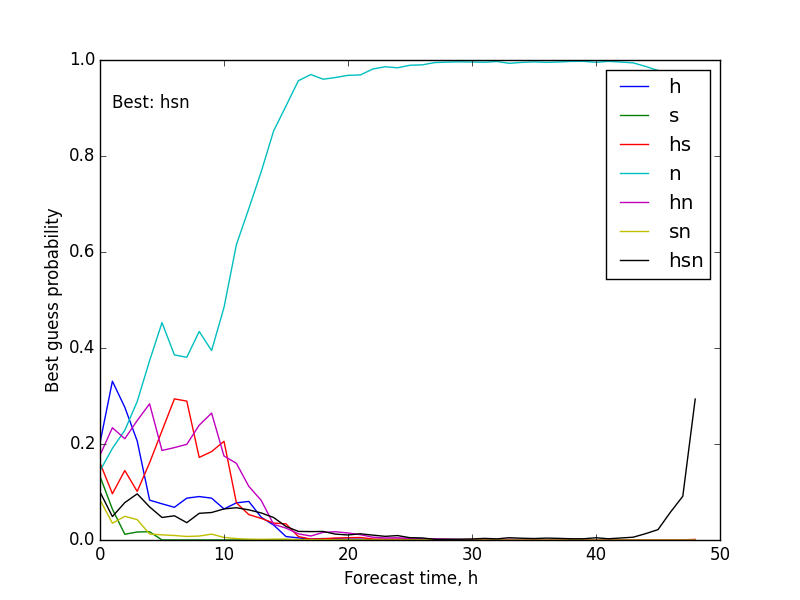 1.0
0.8
0.6
0.4
0.2
0.0
Best guess probability
Best: hsn
h
s
hs
n
hn
sn
hsn
0 10 20 30 40 50
Forecast time, h